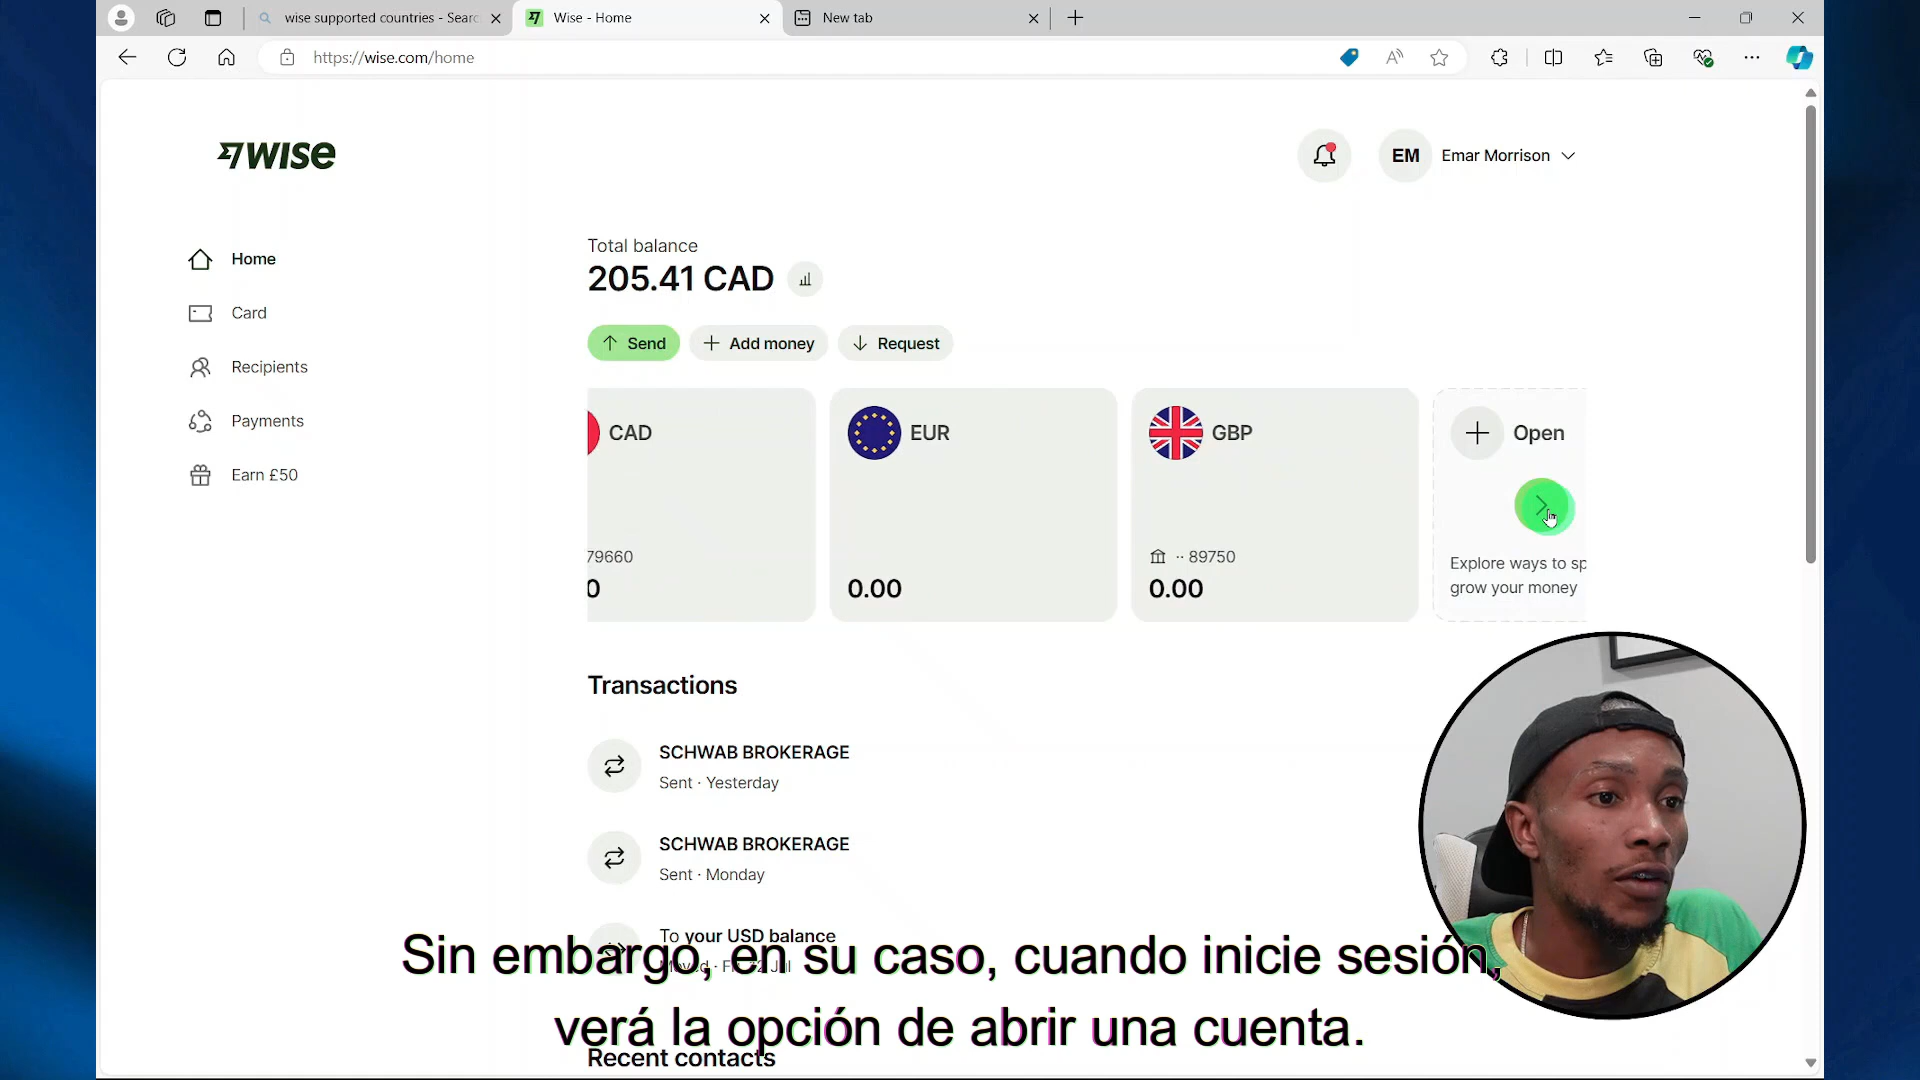 wise supported countries - Searc
Wise - Home
New tab
https://wise.com/home
WISE
EM
Emar Morrison
Home
Card
Recipients
Payments
Earn £50
Total balance
205.41 CAD
Send
Add money
Request
CAD
79660
0
EUR
0.00
GBP
·· 89750
0.00
Open
Explore ways to sp
grow your money
Transactions
SCHWAB BROKERAGE
Sent · Yesterday
SCHWAB BROKERAGE
Sent · Monday
To your USD balance
Sin embargo, en su caso, cuando inicie sesión,
verá la opción de abrir una cuenta.
Recent contacts